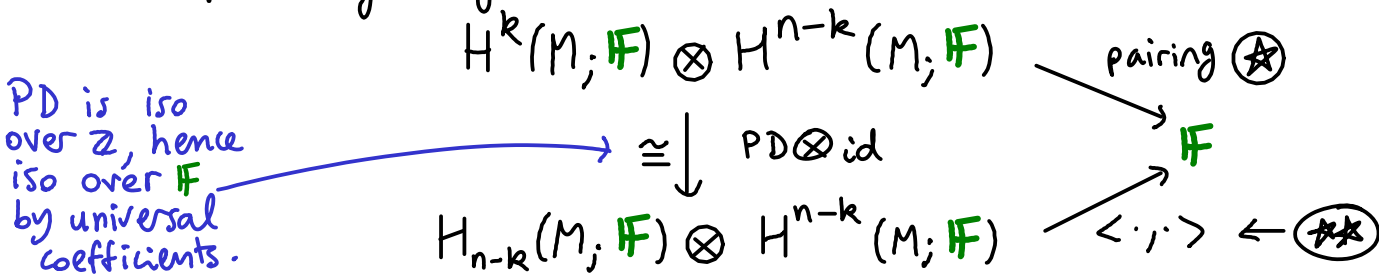 H^k(M; 𝔽) ⊗ H^{n-k}(M; 𝔽)
pairing ☆
PD is iso
over ℤ, hence
iso over 𝔽
by universal
coefficients.
≅ ↓ PD⊗id
𝔽
H_{n-k}(M; 𝔽) ⊗ H^{n-k}(M; 𝔽)
<·,·> ← ☆☆